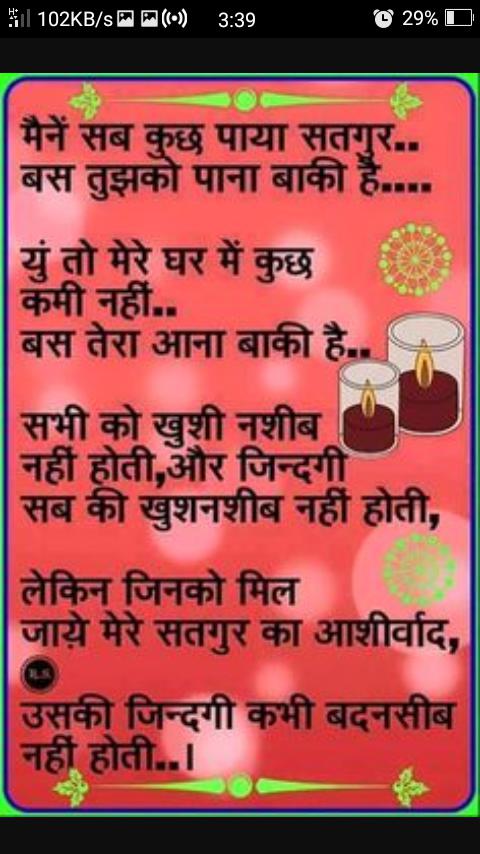 102KB/s 3:39 29%
मैनें सब कुछ पाया सतगुर..
बस तुझको पाना बाकी है....
युं तो मेरे घर में कुछ
कमी नहीं..
बस तेरा आना बाकी है..
सभी को खुशी नशीब
नहीं होती,और जिन्दगी
सब की खुशनशीब नहीं होती,
लेकिन जिनको मिल
जाय़े मेरे सतगुर का आशीर्वाद,
R.S.
उसकी जिन्दगी कभी बदनसीब
नहीं होती..।